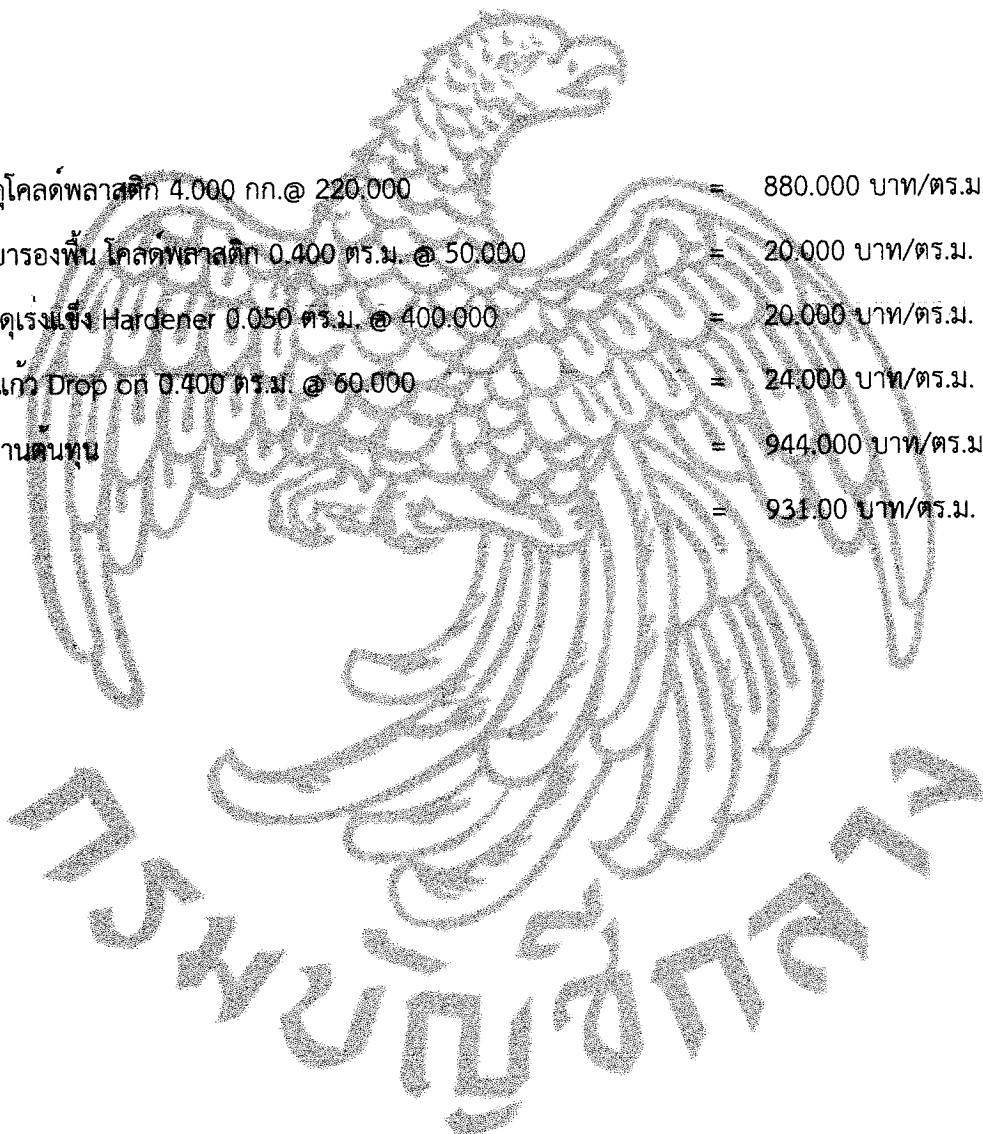 ุโคลด์พลาสติก 4.000 กก.@ 220.000 = 880.000 บาท/ตร.ม
ยารองพื้น โคลด์พลาสติก 0.400 ตร.ม. @ 50.000 = 20.000 บาท/ตร.ม.
ดุเร่งแข็ง Hardener 0.050 ตร.ม. @ 400.000 = 20.000 บาท/ตร.ม.
แก้ว Drop on 0.400 ตร.ม. @ 60.000 = 24.000 บาท/ตร.ม.
านต้นทุน = 944.000 บาท/ตร.ม
= 931.00 บาท/ตร.ม.
กรมบัญชีกลาง